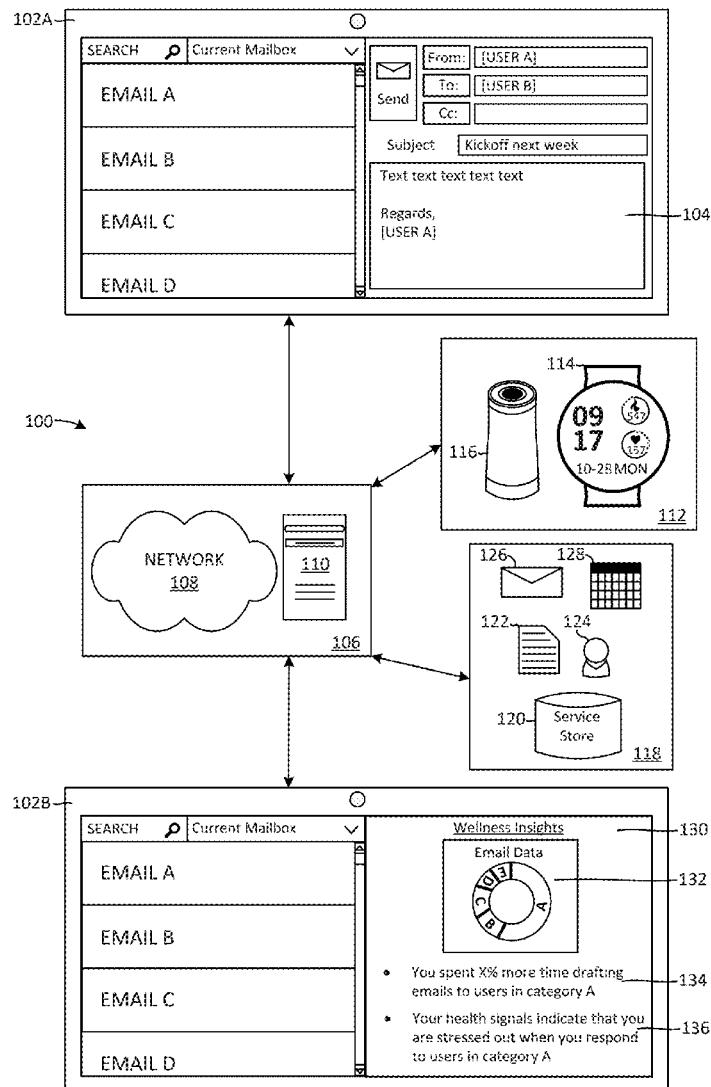 102A
SEARCH Current Mailbox
EMAIL A
EMAIL B
EMAIL C
EMAIL D
Send
From: [USER A]
To: [USER B]
Cc:
Subject Kickoff next week
Text text text text text
Regards,
[USER A]
104
100
114
116
09
17
547
157
10-28 MON
112
NETWORK
108
110
106
126
128
122
124
120
Service
Store
118
102B
SEARCH Current Mailbox
EMAIL A
EMAIL B
EMAIL C
EMAIL D
Wellness Insights
130
Email Data
E
D
C
B
A
132
• You spent X% more time drafting
emails to users in category A
134
• Your health signals indicate that you
are stressed out when you respond
to users in category A
136